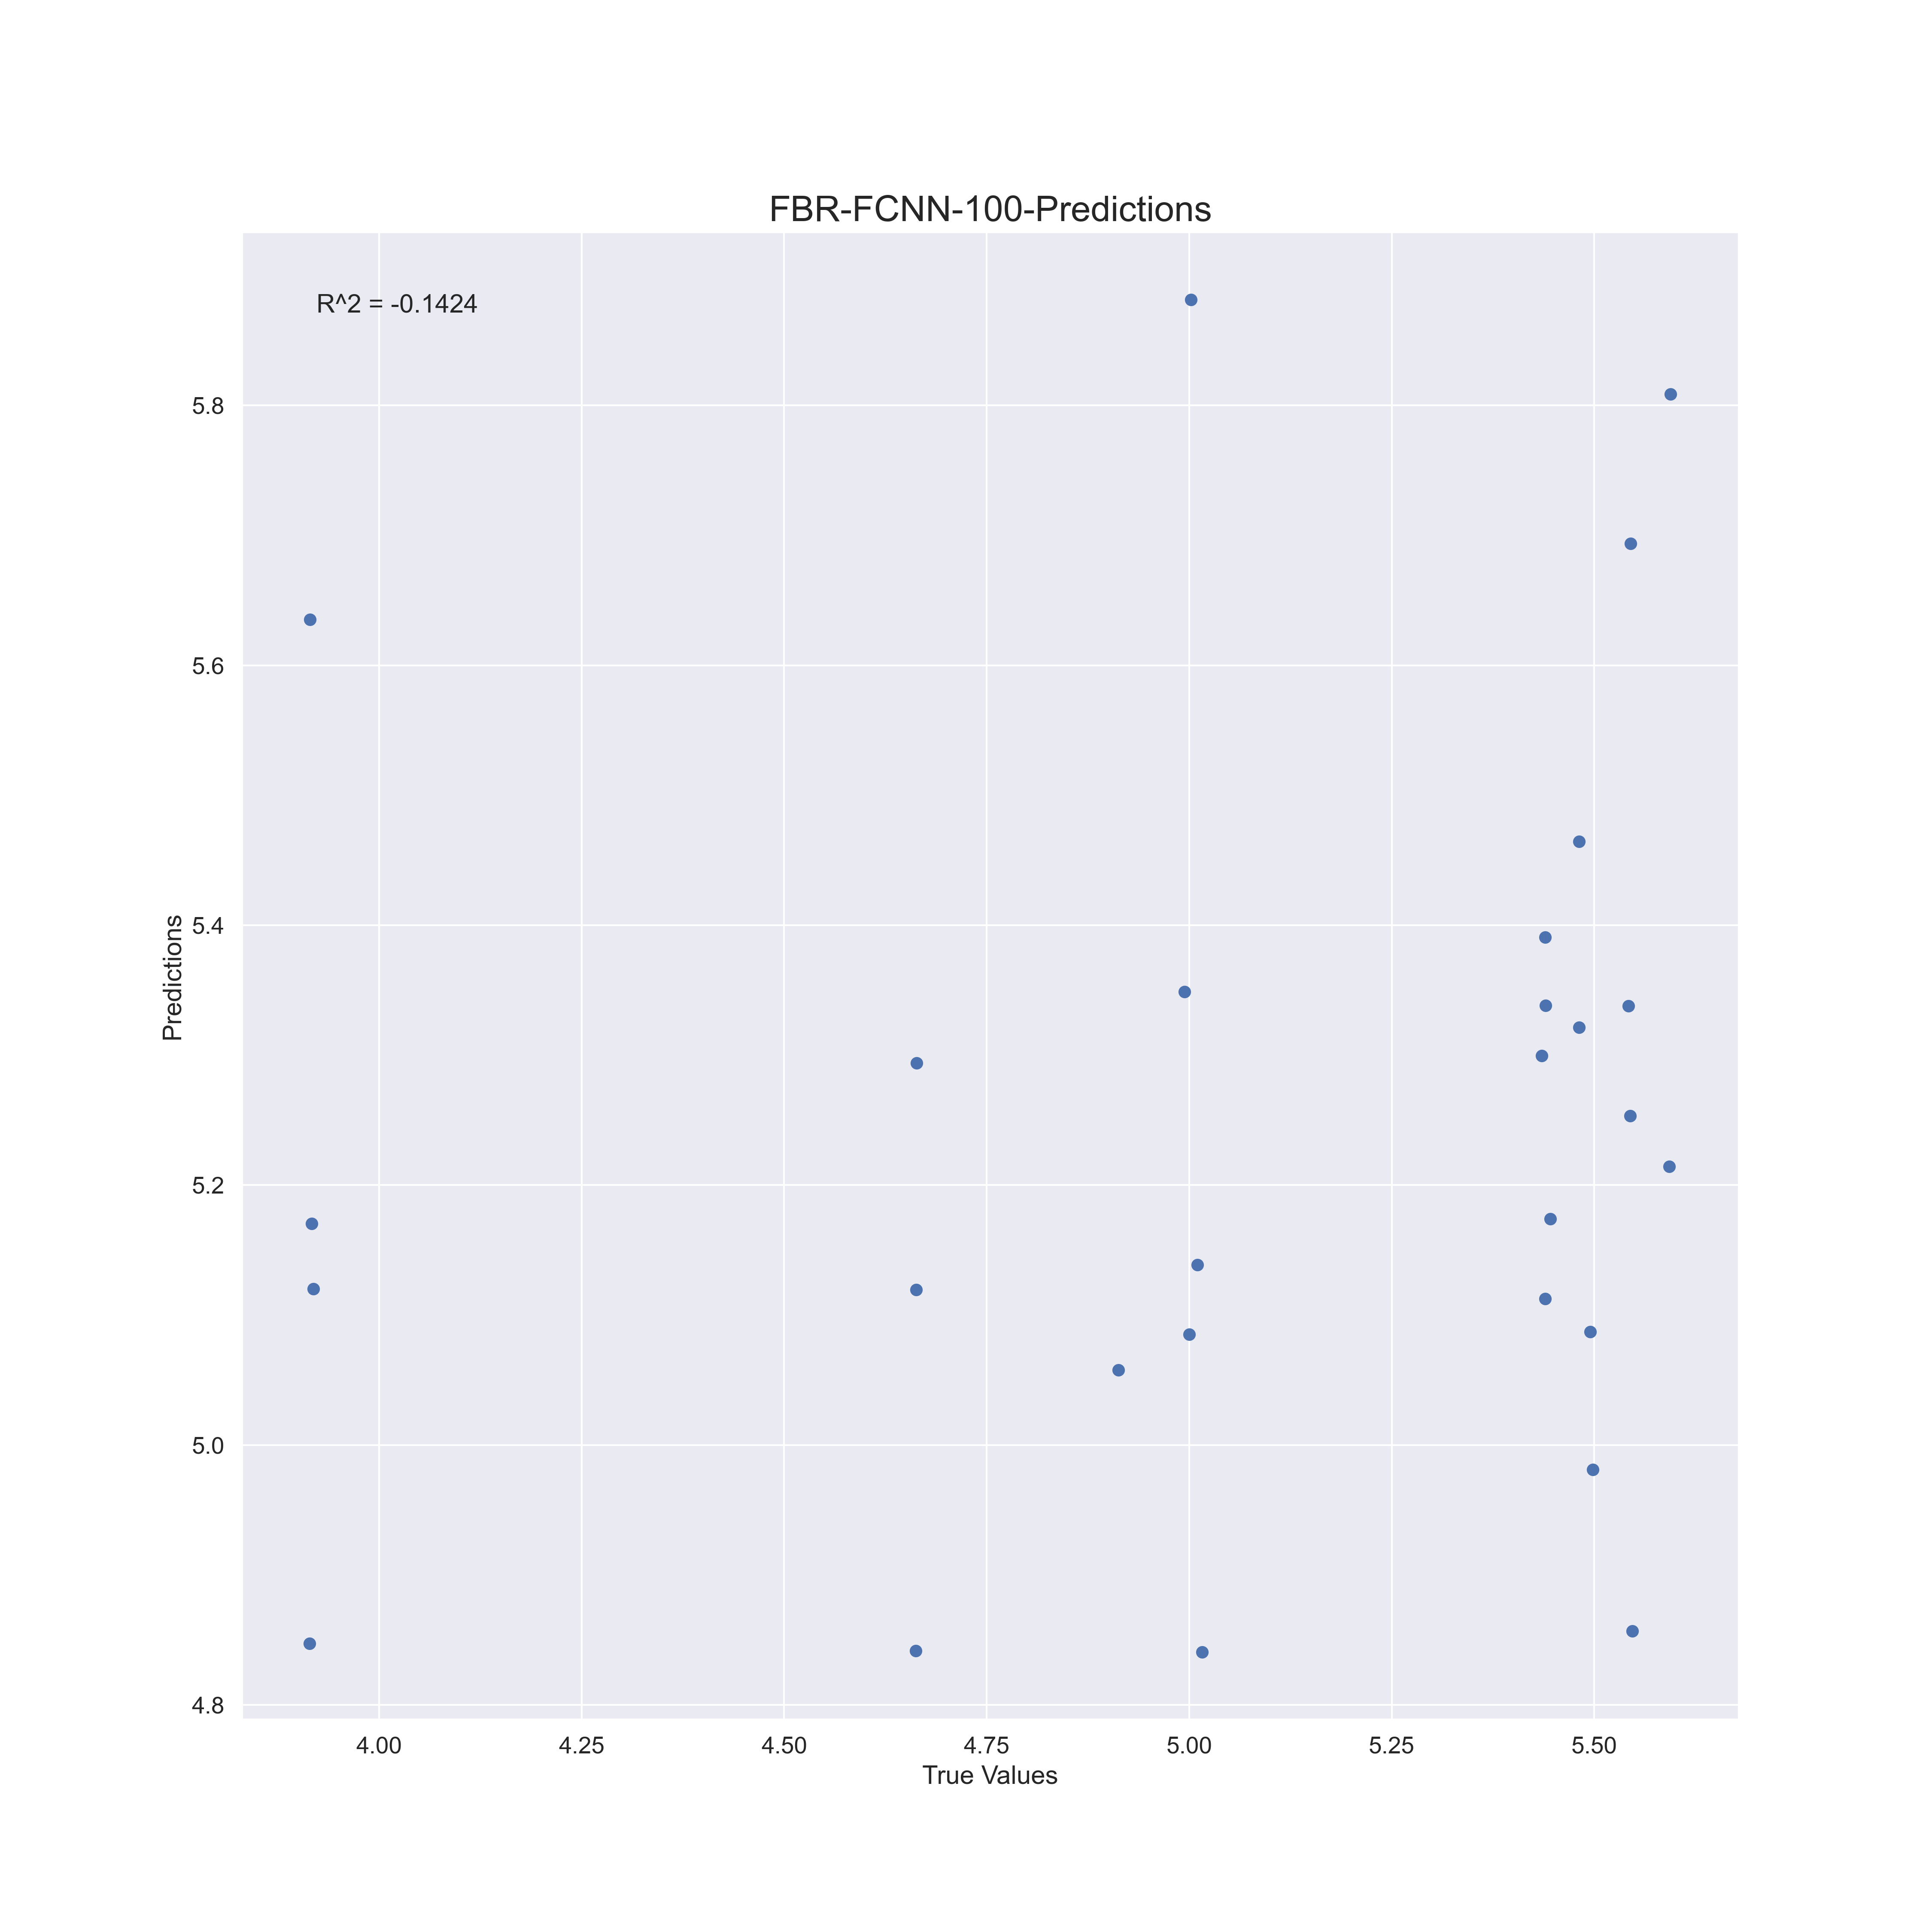 FBR-FCNN-100-Predictions
R^2 = -0.1424
5.8
5.6
5.4
5.2
5.0
4.8
Predictions
4.00 4.25 4.50 4.75 5.00 5.25 5.50
True Values